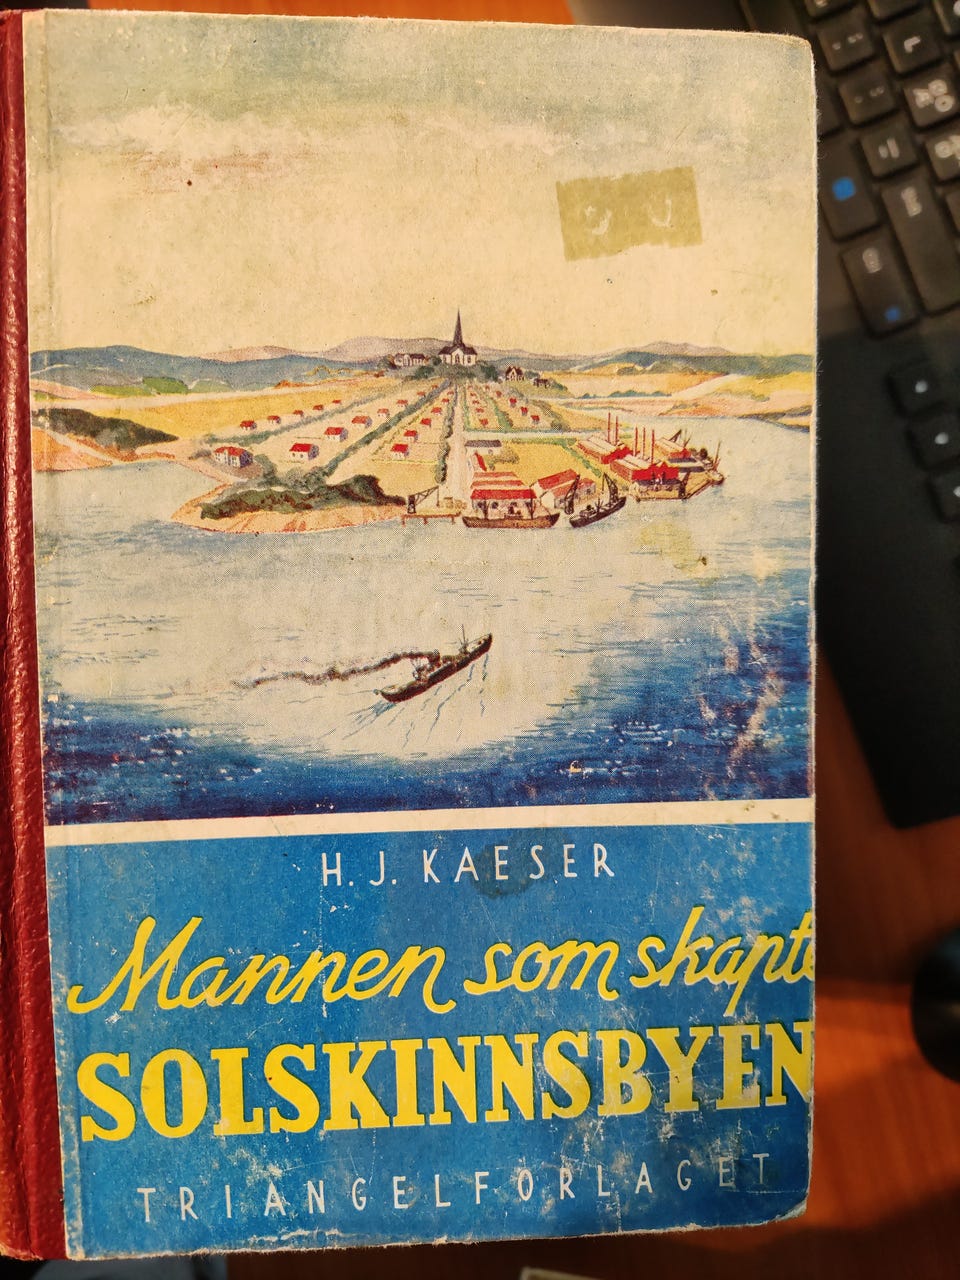 H. J. KAESER
Mannen som skapte
SOLSKINNSBYEN
TRIANGELFORLAGET